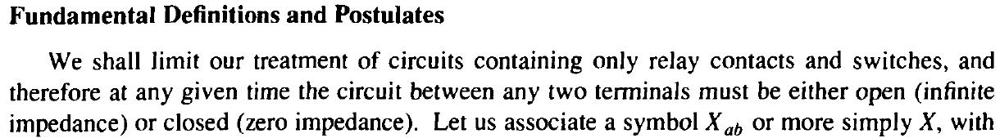 Fundamental Definitions and Postulates
We shall limit our treatment of circuits containing only relay contacts and switches, and
therefore at any given time the circuit between any two terminals must be either open (infinite
impedance) or closed (zero impedance). Let us associate a symbol X_ab or more simply X, with